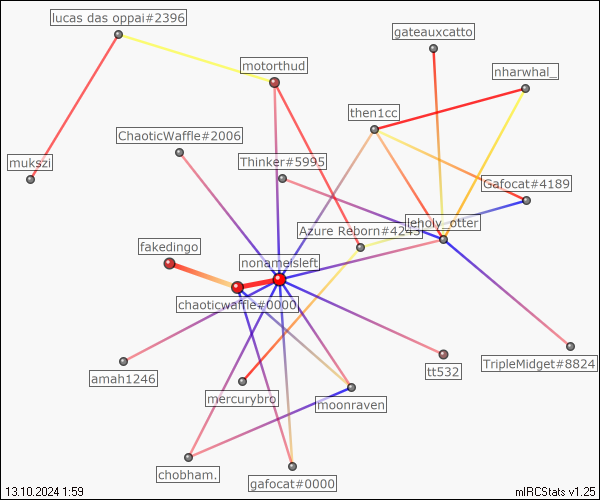 lucas das oppai#2396
gateauxcatto
motorthud
nharwhal_
then1cc
ChaoticWaffle#2006
mukszi
Thinker#5995
Gafocat#4189
leholy_otter
Azure Reborn#4243
fakedingo
nonameisleft
chaoticwaffle#0000
amah1246
tt532
TripleMidget#8824
mercurybro
moonraven
chobham.
gafocat#0000
13.10.2024 1:59
mIRCStats v1.25